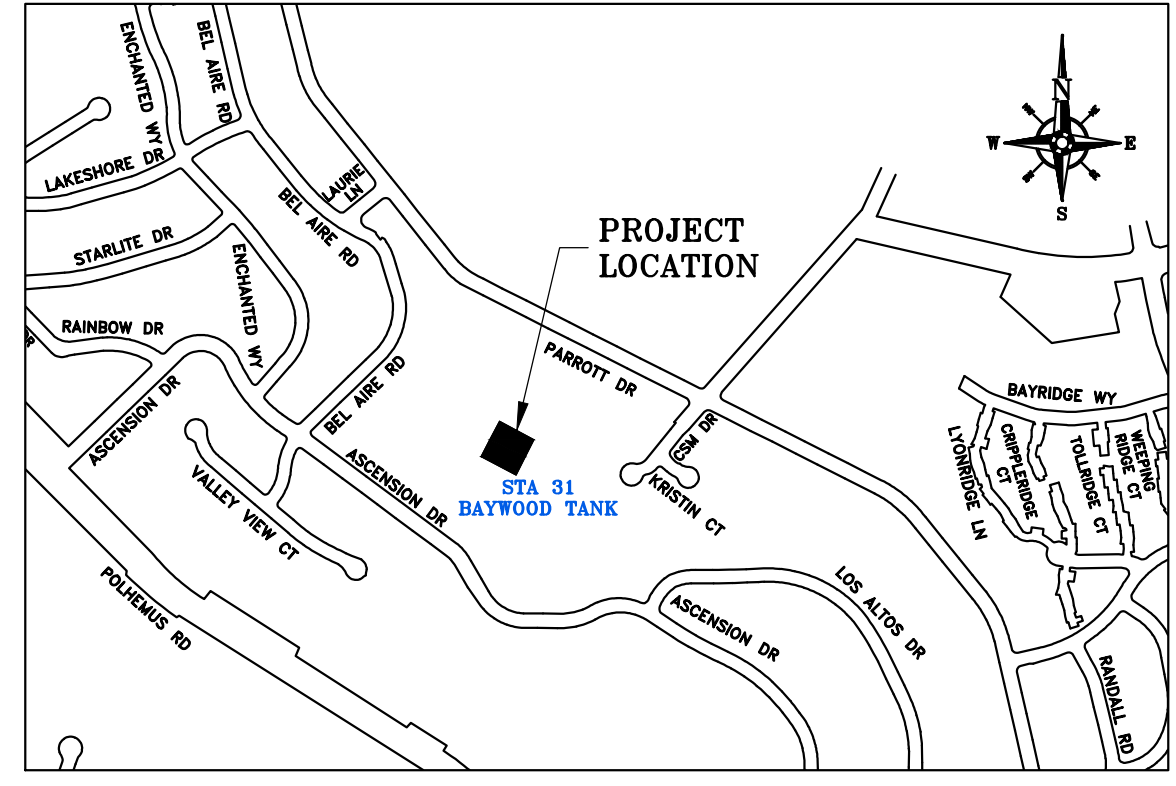 ENCHANTED WY
BEL AIRE RD
N
W
E
S
LAKESHORE DR
LAURIE
LN
BEL AIRE RD
STARLITE DR
ENCHANTED WY
PROJECT
LOCATION
RAINBOW DR
DR
PARROTT DR
BEL AIRE RD
ASCENSION DR
BAYRIDGE WY
CSM DR
LYONRIDGE LN
CRIPPLERIDGE
CT
TOLLRIDGE CT
WEEPING
RIDGE CT
ASCENSION DR
VALLEY VIEW CT
STA 31
BAYWOOD TANK
KRISTIN CT
POLHEMUS RD
ASCENSION DR
LOS ALTOS DR
RANDALL RD